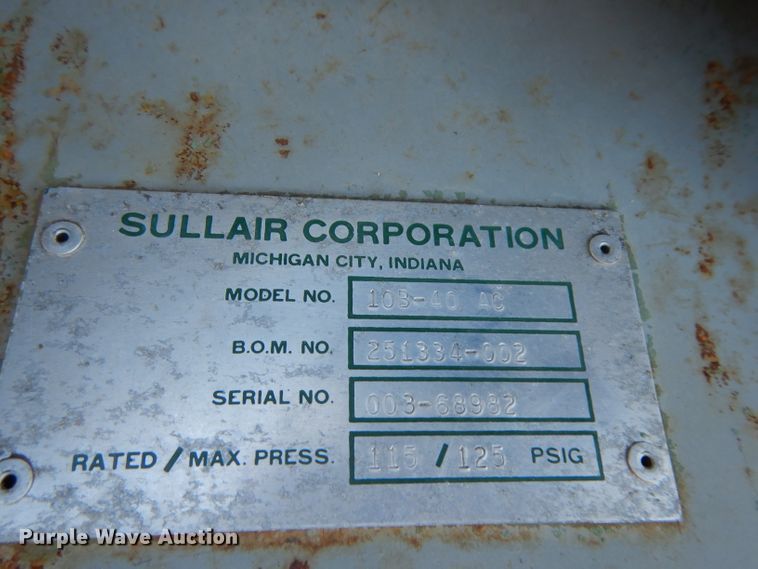 SULLAIR CORPORATION
MICHIGAN CITY, INDIANA
MODEL NO. 10B-40 AC
B.O.M. NO. 251334-002
SERIAL NO. 003-68982
RATED / MAX. PRESS. 115 / 125 PSIG
Purple Wave Auction